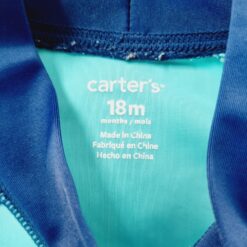 carter's
18m
months / mois
Made in China
Fabriqué en Chine
Hecho en China